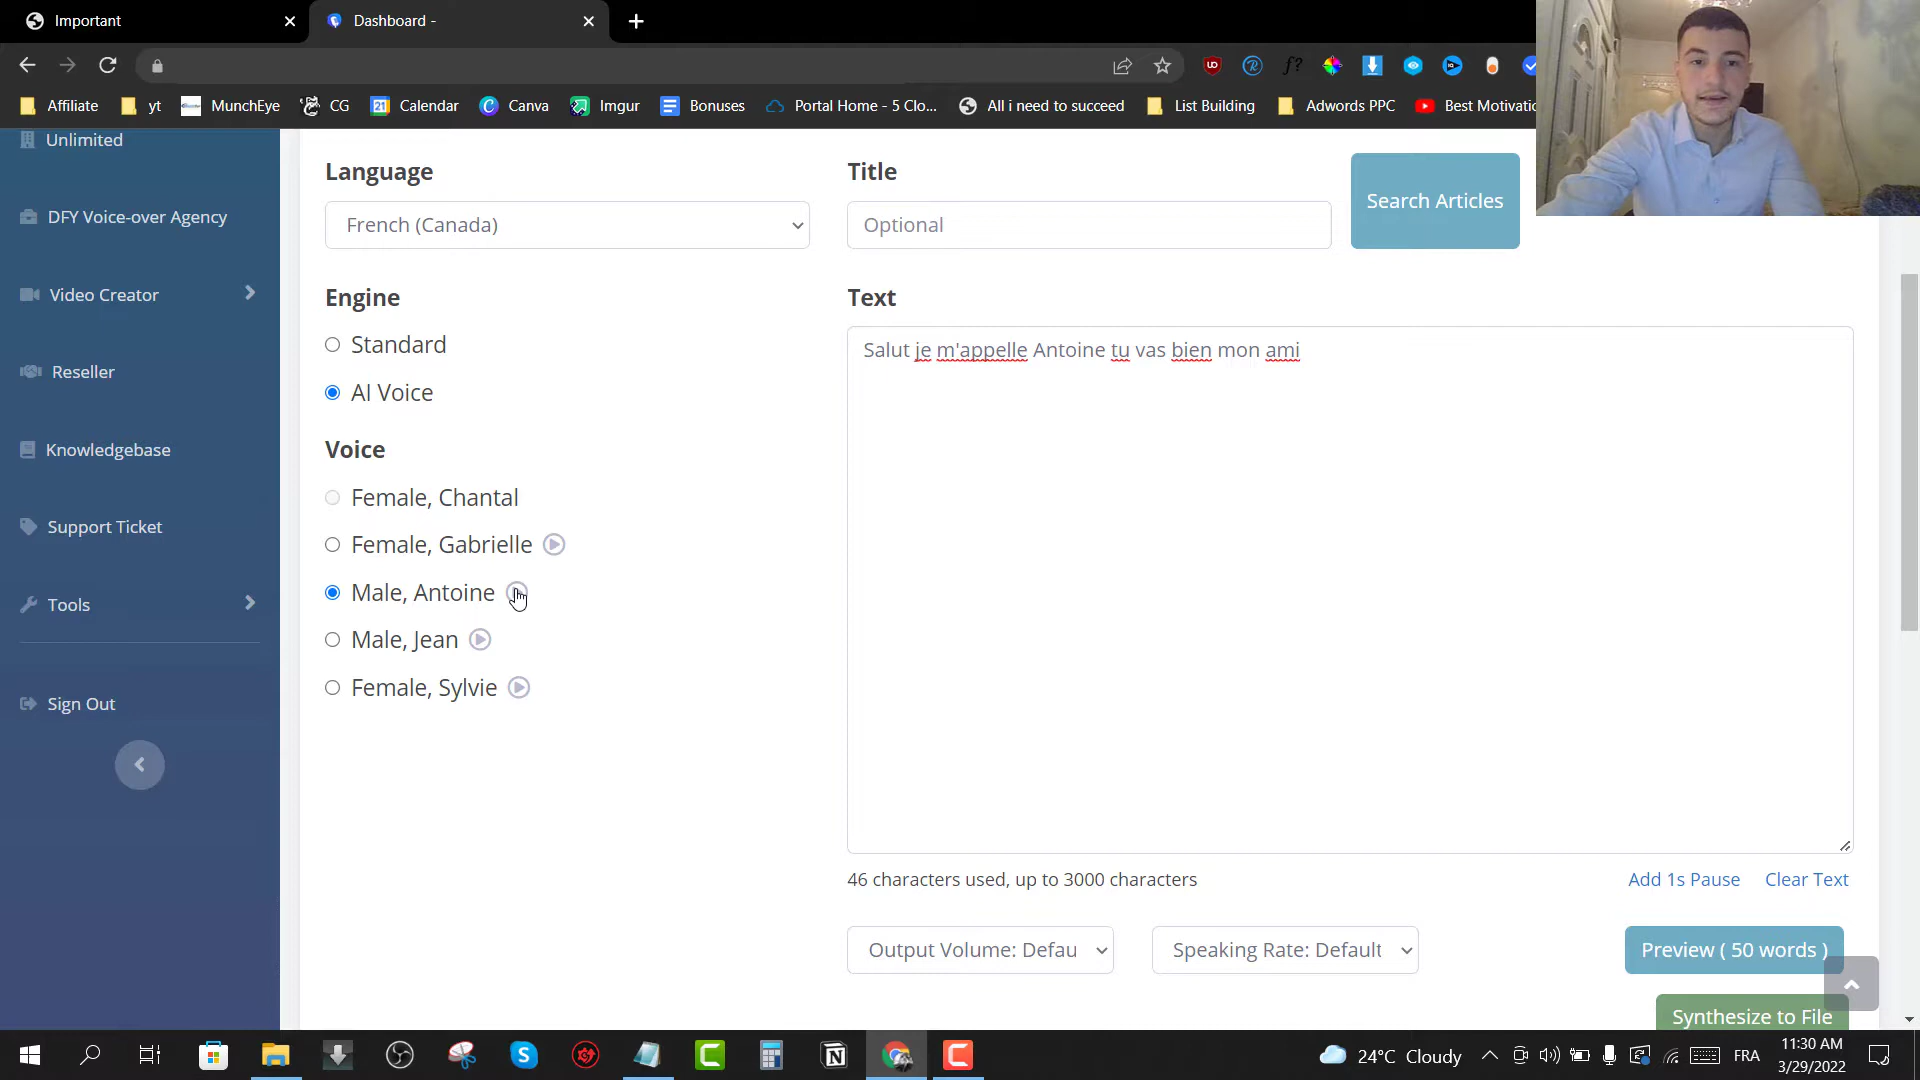 Important
Dashboard -
Affiliate
yt
MunchEye
CG
Calendar
Canva
Imgur
Bonuses
Portal Home - 5 Clo...
All i need to succeed
List Building
Adwords PPC
Best Motivatio
Unlimited
DFY Voice-over Agency
Video Creator
Reseller
Knowledgebase
Support Ticket
Tools
Sign Out
Language
French (Canada)
Title
Optional
Search Articles
Engine
Standard
AI Voice
Voice
Female, Chantal
Female, Gabrielle
Male, Antoine
Male, Jean
Female, Sylvie
Text
Salut je m'appelle Antoine tu vas bien mon ami
46 characters used, up to 3000 characters
Add 1s Pause
Clear Text
Output Volume: Defau
Speaking Rate: Default
Preview ( 50 words )
Synthesize to File
24°C Cloudy
FRA
11:30 AM
3/29/2022